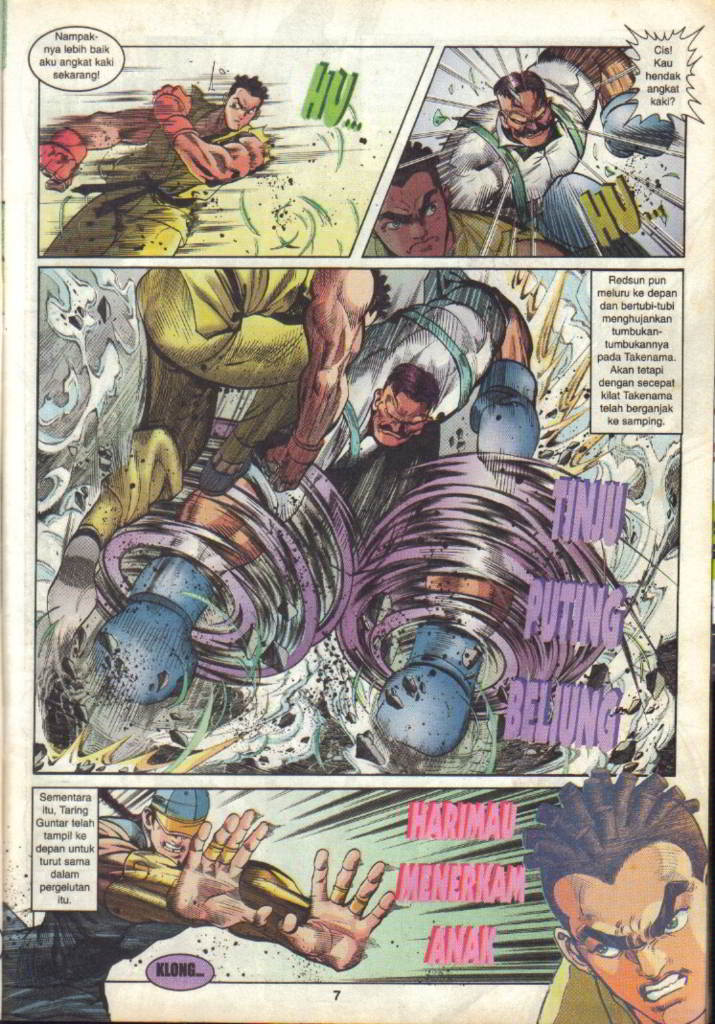 Nampak-
nya lebih baik
aku angkat kaki
sekarang!
HU...
Cis!
Kau
hendak
angkat
kaki?
HU...
Redsun pun
meluru ke depan
dan bertubi-tubi
menghujankan
tumbukan-
tumbukannya
pada Takenama.
Akan tetapi
dengan secepat
kilat Takenama
telah berganjak
ke samping.
TINJU
PUTING
BELIUNG
Sementara
itu, Taring
Guntar telah
tampil ke
depan untuk
turut sama
dalam
pergelutan
itu.
HARIMAU
MENERKAM
ANAK
KLONG...
7